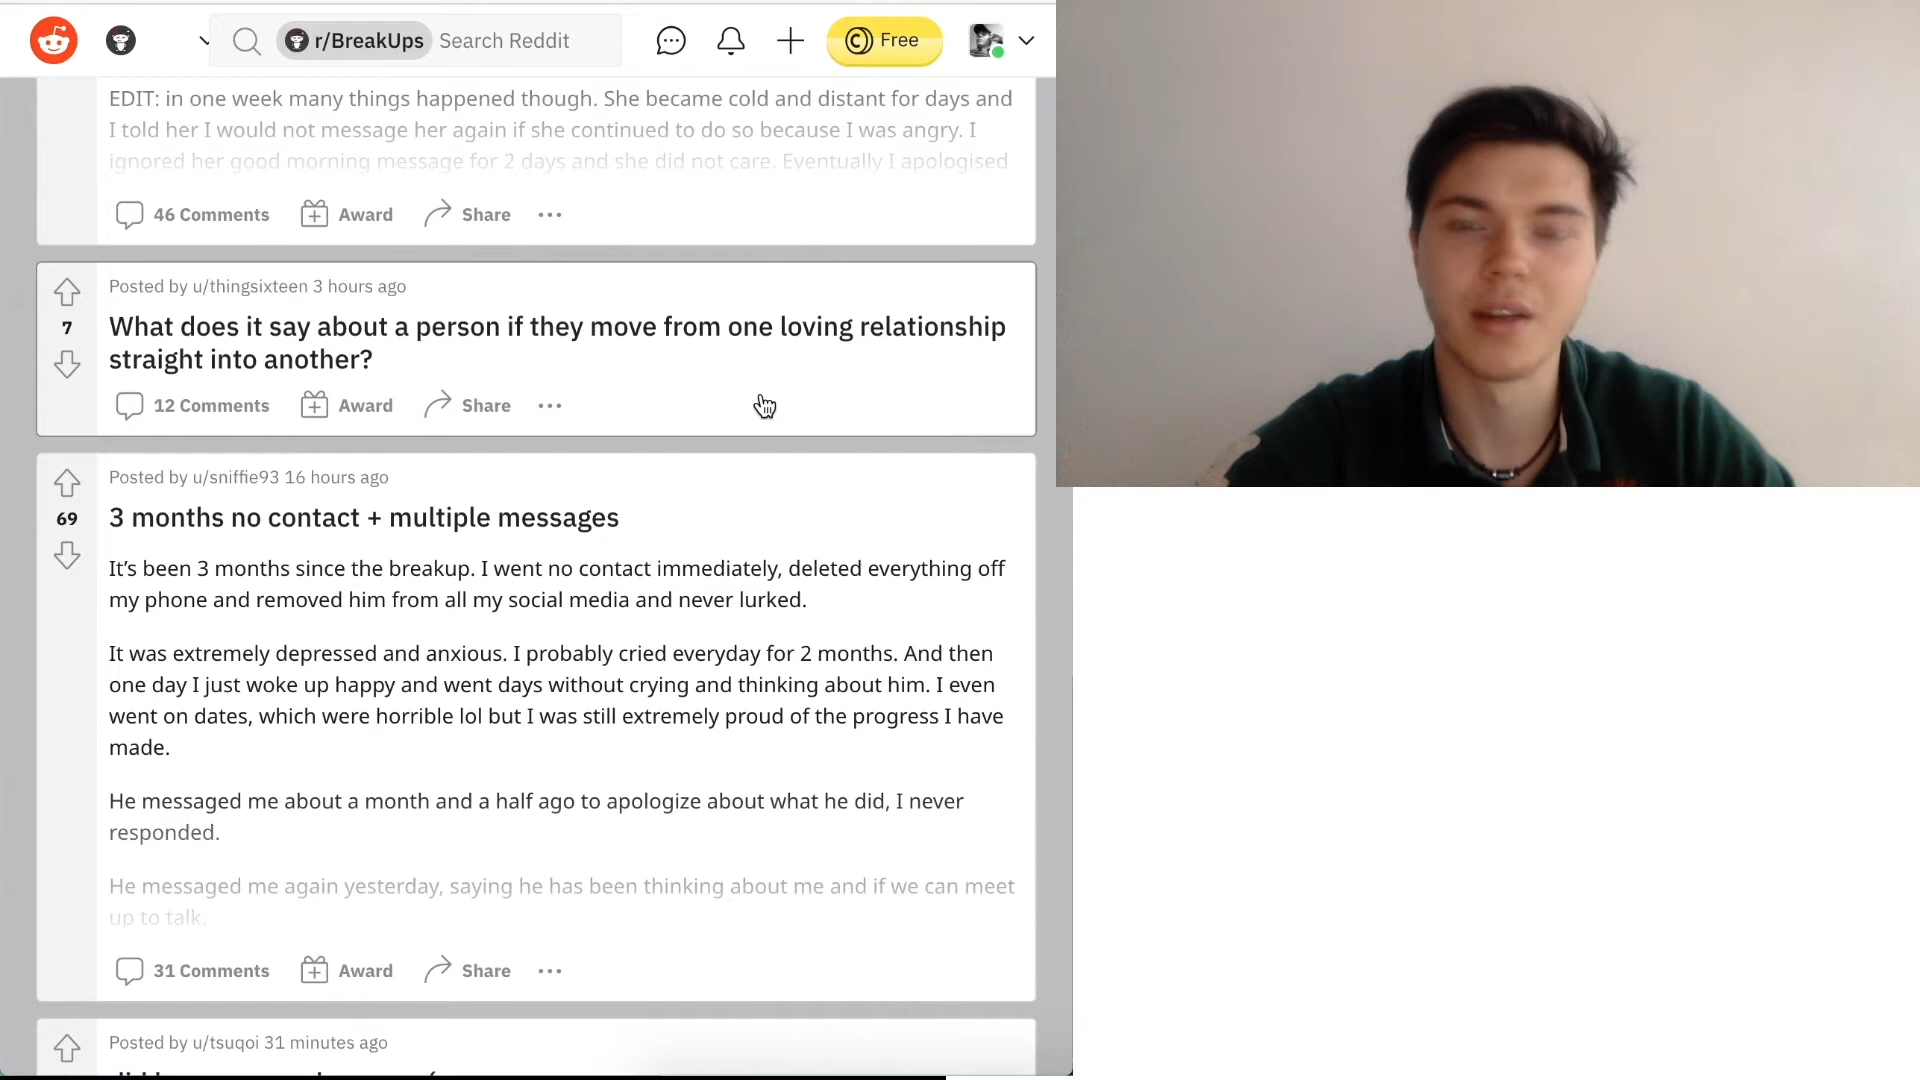 r/BreakUps Search Reddit Free
EDIT: in one week many things happened though. She became cold and distant for days and
I told her I would not message her again if she continued to do so because I was angry. I
ignored her good morning message for 2 days and she did not care. Eventually I apologised
46 Comments Award Share
Posted by u/thingsixteen 3 hours ago
7
What does it say about a person if they move from one loving relationship
straight into another?
12 Comments Award Share
Posted by u/sniffie93 16 hours ago
69
3 months no contact + multiple messages
It’s been 3 months since the breakup. I went no contact immediately, deleted everything off
my phone and removed him from all my social media and never lurked.
It was extremely depressed and anxious. I probably cried everyday for 2 months. And then
one day I just woke up happy and went days without crying and thinking about him. I even
went on dates, which were horrible lol but I was still extremely proud of the progress I have
made.
He messaged me about a month and a half ago to apologize about what he did, I never
responded.
He messaged me again yesterday, saying he has been thinking about me and if we can meet
up to talk.
31 Comments Award Share
Posted by u/tsuqoi 31 minutes ago